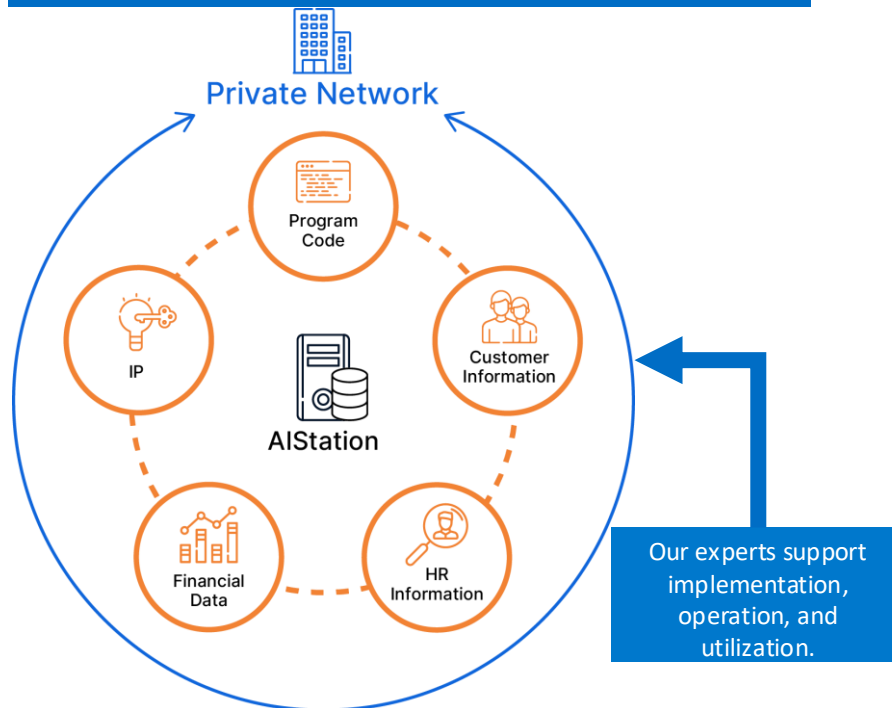 Private Network
Program
Code
Customer
Information
IP
AIStation
HR
Information
Financial
Data
Our experts support
implementation,
operation, and
utilization.